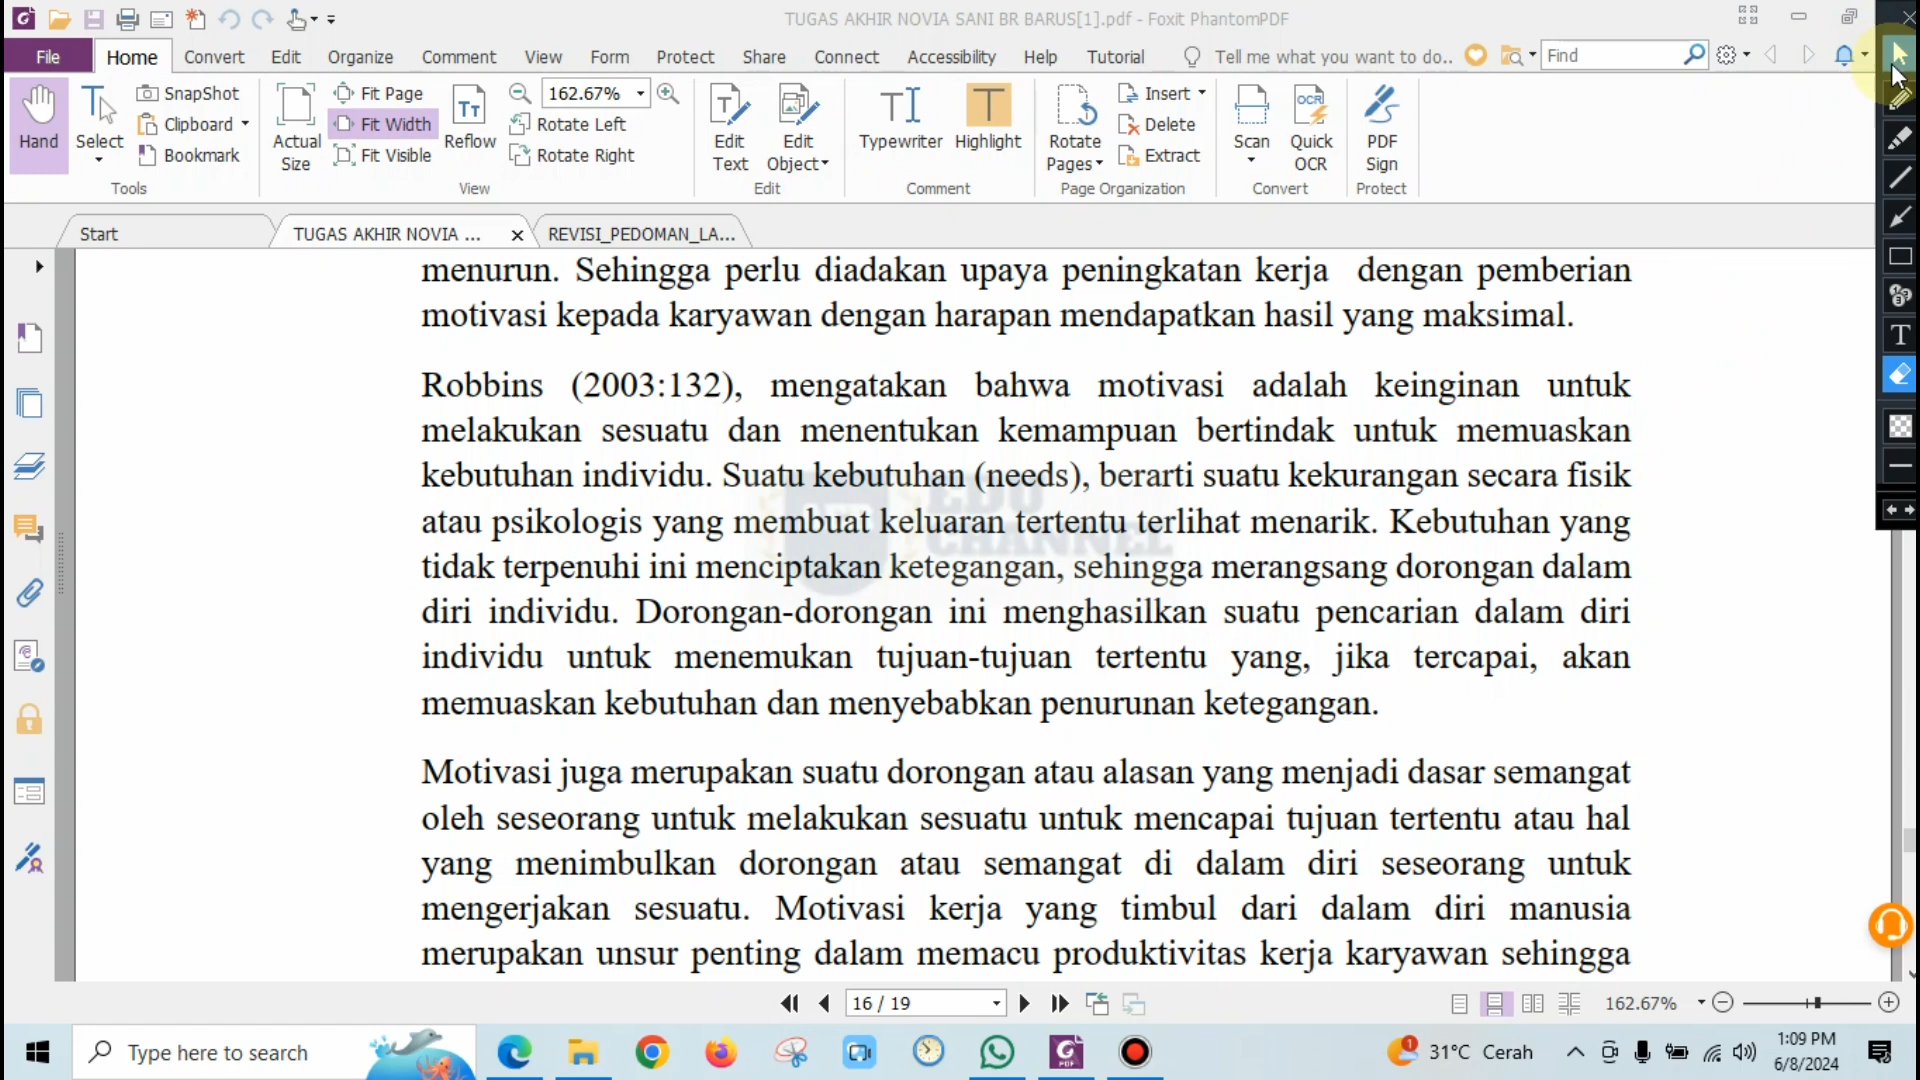 TUGAS AKHIR NOVIA SANI BR BARUS[1].pdf - Foxit PhantomPDF
File Home Convert Edit Organize Comment View Form Protect Share Connect Accessibility Help Tutorial Tell me what you want to do.. Find
Hand
Select
SnapShot
Clipboard
Bookmark
Tools
Actual Size
Fit Page
Fit Width
Fit Visible
Reflow
162.67%
Rotate Left
Rotate Right
View
Edit Text
Edit Object
Edit
Typewriter
Highlight
Comment
Rotate Pages
Insert
Delete
Extract
Page Organization
Scan
Quick OCR
Convert
PDF Sign
Protect
Start
TUGAS AKHIR NOVIA ...
REVISI_PEDOMAN_LA...
menurun. Sehingga perlu diadakan upaya peningkatan kerja dengan pemberian
motivasi kepada karyawan dengan harapan mendapatkan hasil yang maksimal.
Robbins (2003:132), mengatakan bahwa motivasi adalah keinginan untuk
melakukan sesuatu dan menentukan kemampuan bertindak untuk memuaskan
kebutuhan individu. Suatu kebutuhan (needs), berarti suatu kekurangan secara fisik
atau psikologis yang membuat keluaran tertentu terlihat menarik. Kebutuhan yang
tidak terpenuhi ini menciptakan ketegangan, sehingga merangsang dorongan dalam
diri individu. Dorongan-dorongan ini menghasilkan suatu pencarian dalam diri
individu untuk menemukan tujuan-tujuan tertentu yang, jika tercapai, akan
memuaskan kebutuhan dan menyebabkan penurunan ketegangan.
Motivasi juga merupakan suatu dorongan atau alasan yang menjadi dasar semangat
oleh seseorang untuk melakukan sesuatu untuk mencapai tujuan tertentu atau hal
yang menimbulkan dorongan atau semangat di dalam diri seseorang untuk
mengerjakan sesuatu. Motivasi kerja yang timbul dari dalam diri manusia
merupakan unsur penting dalam memacu produktivitas kerja karyawan sehingga
EDU
CHANNEL
16 / 19
162.67%
Type here to search
31°C Cerah
1:09 PM
6/8/2024